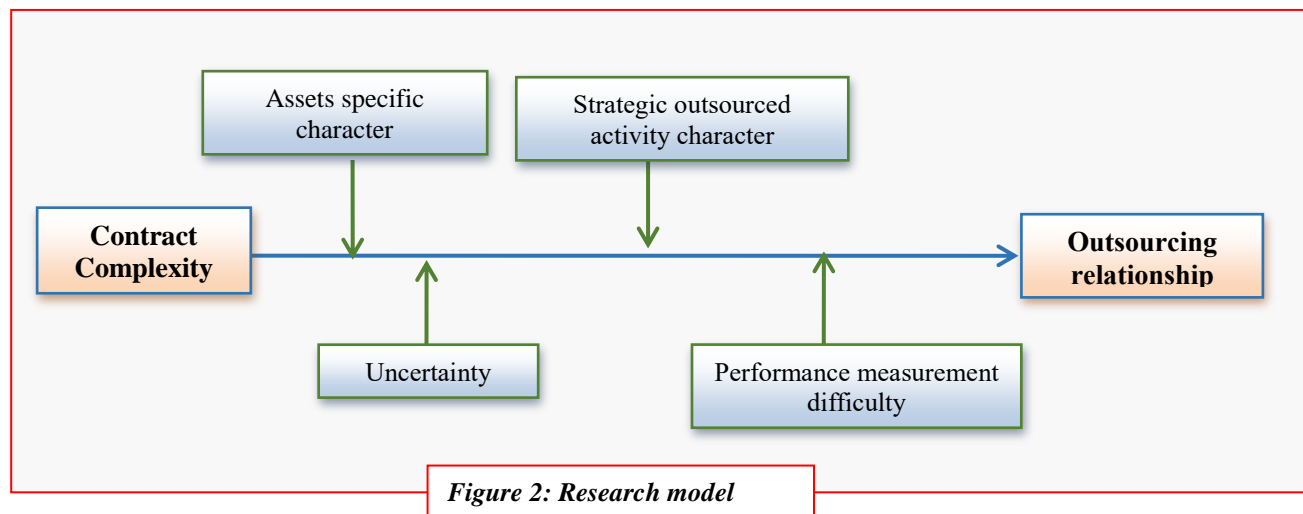 Assets specific
character
Strategic outsourced
activity character
Contract
Complexity
Outsourcing
relationship
Uncertainty
Performance measurement
difficulty
Figure 2: Research model